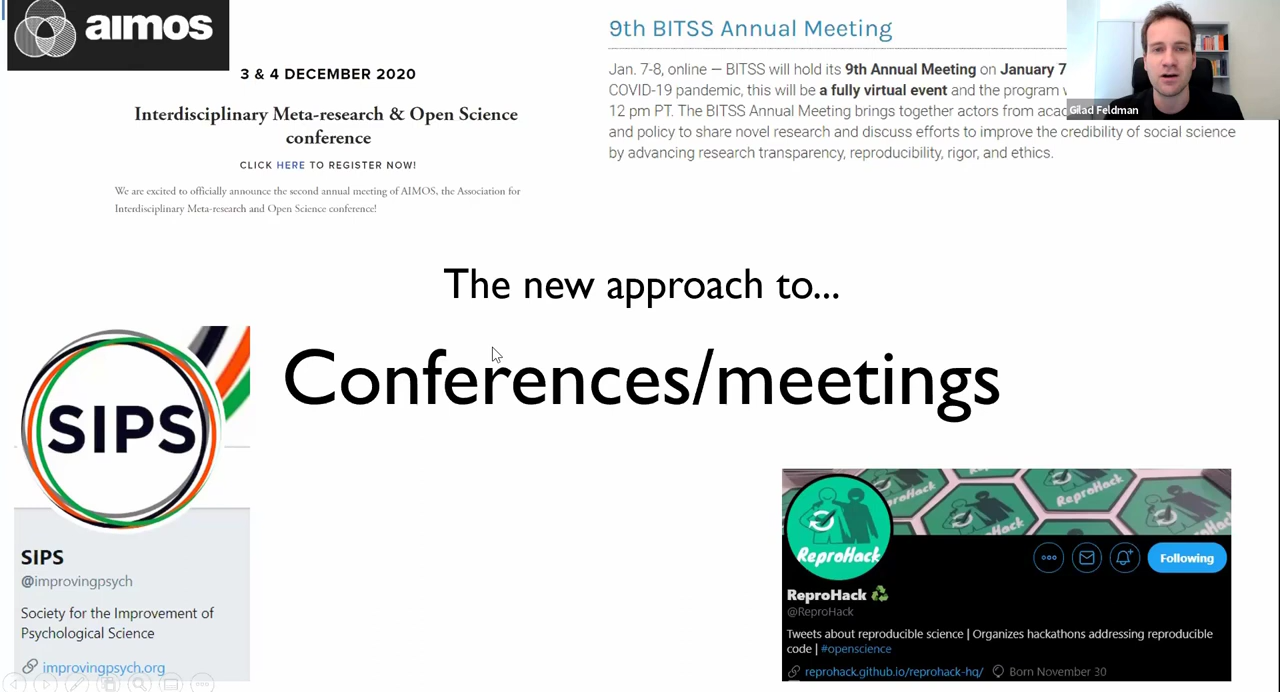 aimos
3 & 4 DECEMBER 2020
Interdisciplinary Meta-research & Open Science
conference
CLICK HERE TO REGISTER NOW!
We are excited to officially announce the second annual meeting of AIMOS, the Association for
Interdisciplinary Meta-research and Open Science conference!
9th BITSS Annual Meeting
Jan. 7-8, online — BITSS will hold its 9th Annual Meeting on January 7
COVID-19 pandemic, this will be a fully virtual event and the program
12 pm PT. The BITSS Annual Meeting brings together actors from
and policy to share novel research and discuss efforts to improve the credibility of social science
by advancing research transparency, reproducibility, rigor, and ethics.
Gilad Feldman
The new approach to...
Conferences/meetings
SIPS
SIPS
@improvingpsych
Society for the Improvement of
Psychological Science
improvingpsych.org
ReproHack
ReproHack
ReproHack
ReproHack
ReproHack
Following
ReproHack
@ReproHack
Tweets about reproducible science | Organizes hackathons addressing reproducible
code | #openscience
reprohack.github.io/reprohack-hq/ Born November 30